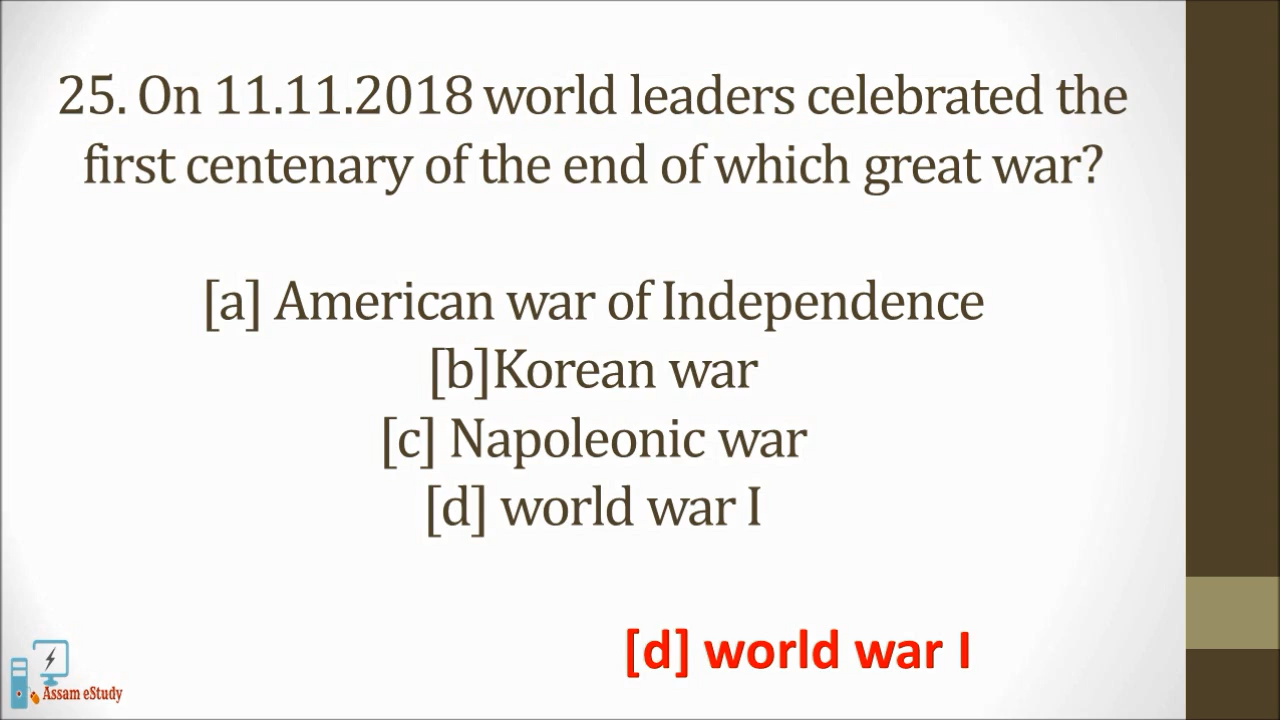 25. On 11.11.2018 world leaders celebrated the
first centenary of the end of which great war?
[a] American war of Independence
[b]Korean war
[c] Napoleonic war
[d] world war I
[d] world war I
Assam eStudy